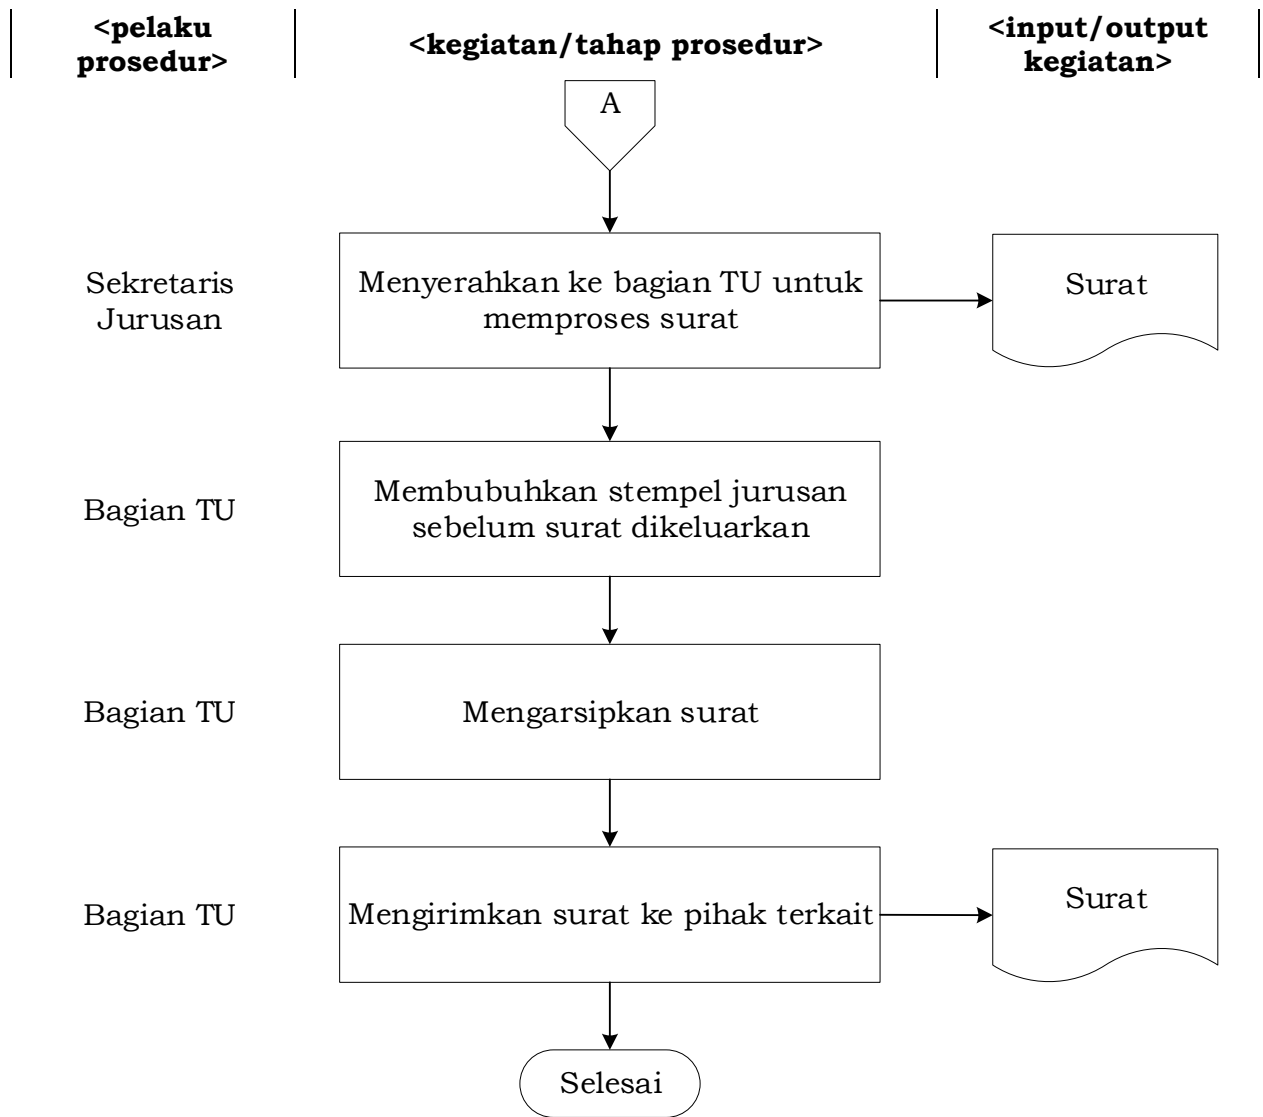 <pelaku
prosedur>
<kegiatan/tahap prosedur>
<input/output
kegiatan>
A
Sekretaris
Jurusan
Menyerahkan ke bagian TU untuk
memproses surat
Surat
Bagian TU
Membubuhkan stempel jurusan
sebelum surat dikeluarkan
Bagian TU
Mengarsipkan surat
Bagian TU
Mengirimkan surat ke pihak terkait
Surat
Selesai